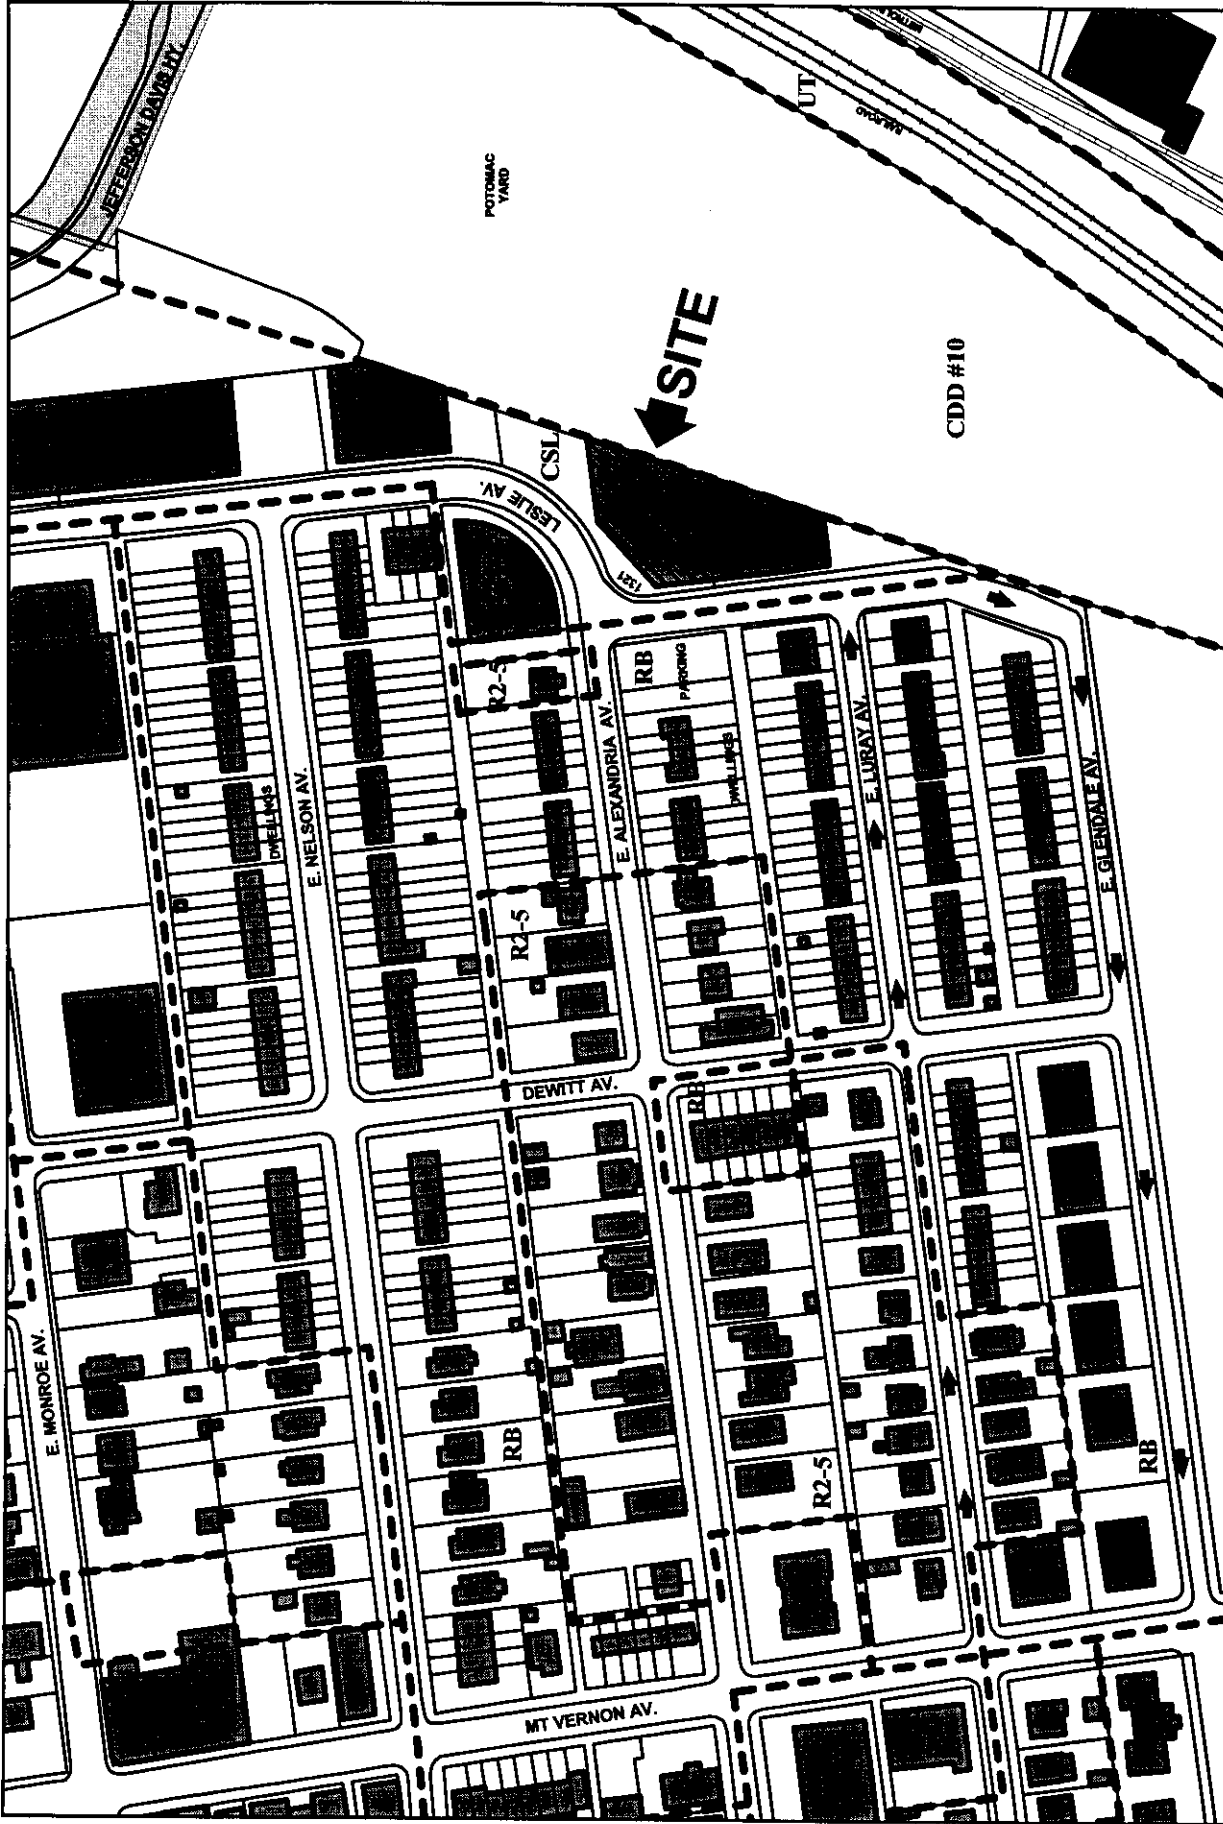 JEFFERSON DAVIS HY.
POTOMAC
YARD
UT
RAILROAD
SITE
CDD #10
CSL
LESLIE AV.
1321
R2-5
RB
PARKING
DWELLINGS
E. NELSON AV.
DWELLINGS
E. ALEXANDRIA AV.
E. LURAY AV.
E. GLENDALE AV.
R2-5
DEWITT AV.
RB
E. MONROE AV.
RB
R2-5
RB
MT VERNON AV.